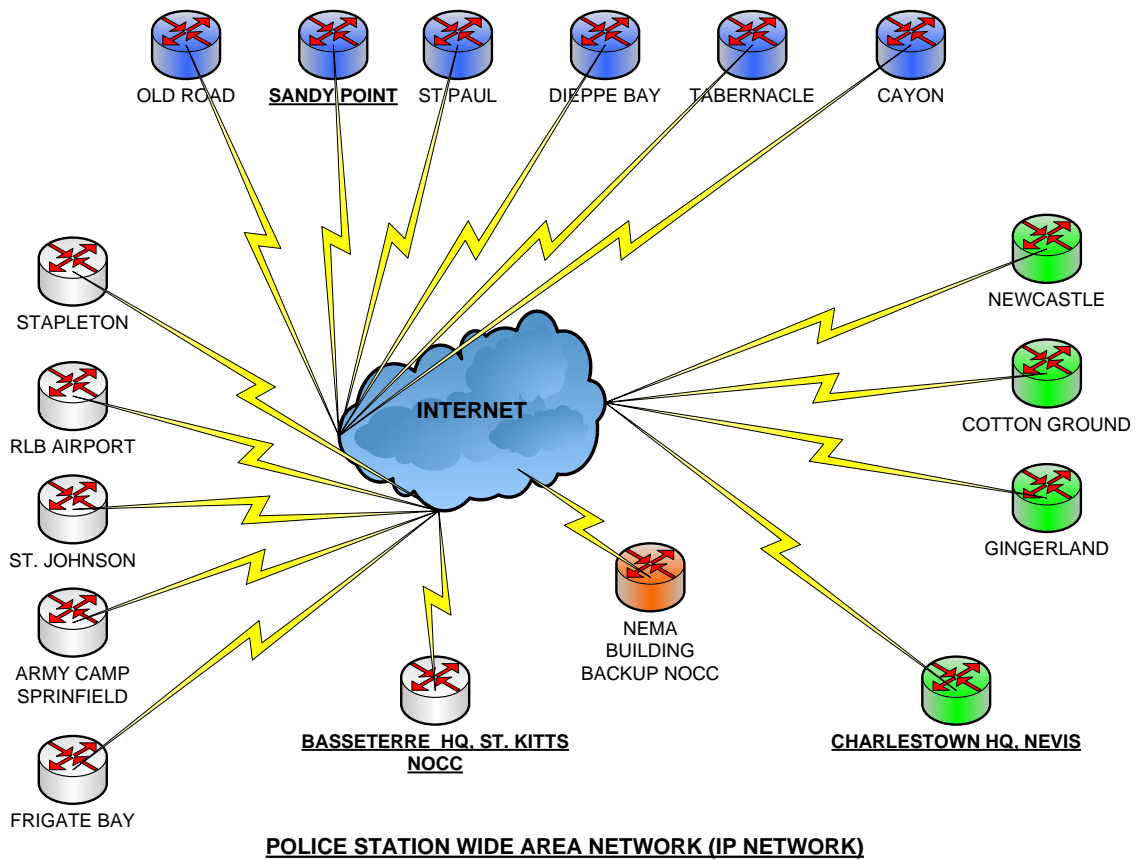 OLD ROAD
SANDY POINT
ST PAUL
DIEPPE BAY
TABERNACLE
CAYON
STAPLETON
NEWCASTLE
RLB AIRPORT
INTERNET
COTTON GROUND
ST. JOHNSON
GINGERLAND
ARMY CAMP
SPRINFIELD
NEMA
BUILDING
BACKUP NOCC
BASSETERRE  HQ, ST. KITTS
NOCC
CHARLESTOWN HQ, NEVIS
FRIGATE BAY
POLICE STATION WIDE AREA NETWORK (IP NETWORK)